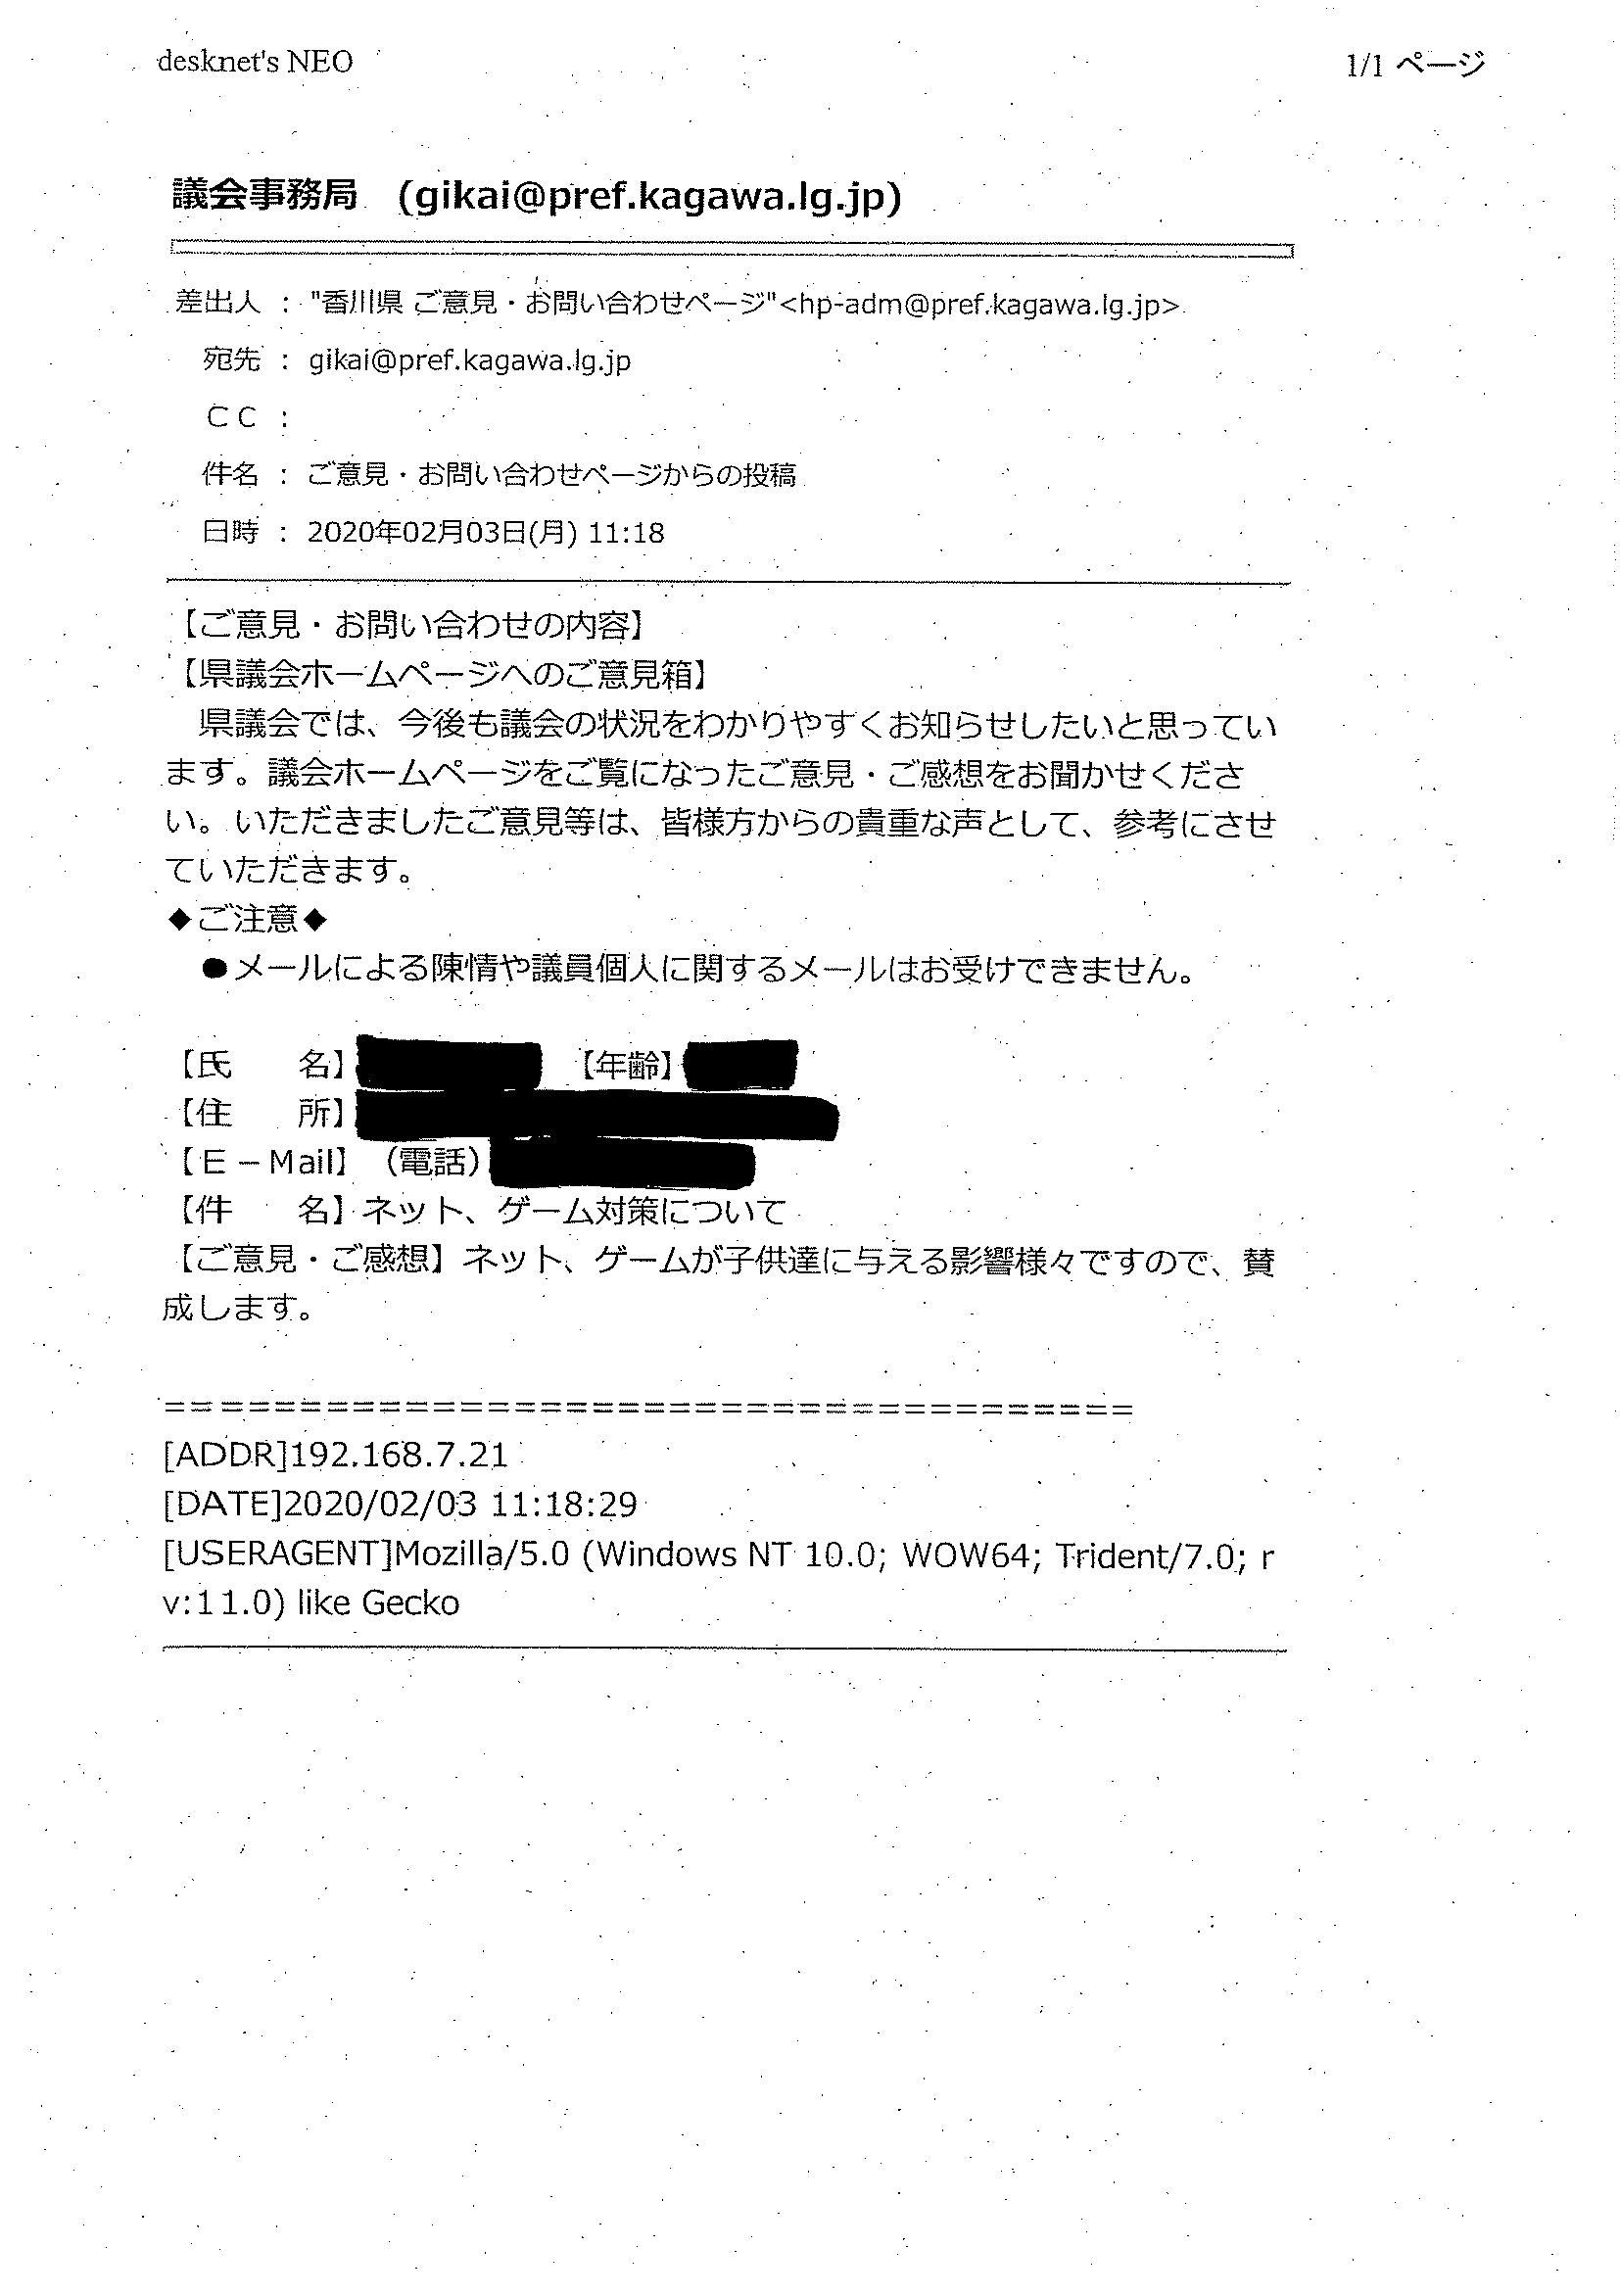 desknet's NEO
1/1 ページ
議会事務局　(gikai@pref.kagawa.lg.jp)
差出人 ： "香川県 ご意見・お問い合わせページ"<hp-adm@pref.kagawa.lg.jp>
宛先 ： gikai@pref.kagawa.lg.jp
ＣＣ ：
件名 ： ご意見・お問い合わせページからの投稿
日時 ： 2020年02月03日(月) 11:18
【ご意見・お問い合わせの内容】
【県議会ホームページへのご意見箱】
　県議会では、今後も議会の状況をわかりやすくお知らせしたいと思ってい
ます。議会ホームページをご覧になったご意見・ご感想をお聞かせくださ
い。いただきましたご意見等は、皆様方からの貴重な声として、参考にさせ
ていただきます。
◆ご注意◆
　●メールによる陳情や議員個人に関するメールはお受けできません。
【氏　　名】　【年齢】
【住　　所】
【Ｅ－Mail】（電話）
【件　　名】ネット、ゲーム対策について
【ご意見・ご感想】ネット、ゲームが子供達に与える影響様々ですので、賛
成します。
=====================================
[ADDR]192.168.7.21
[DATE]2020/02/03 11:18:29
[USERAGENT]Mozilla/5.0 (Windows NT 10.0; WOW64; Trident/7.0; r
v:11.0) like Gecko